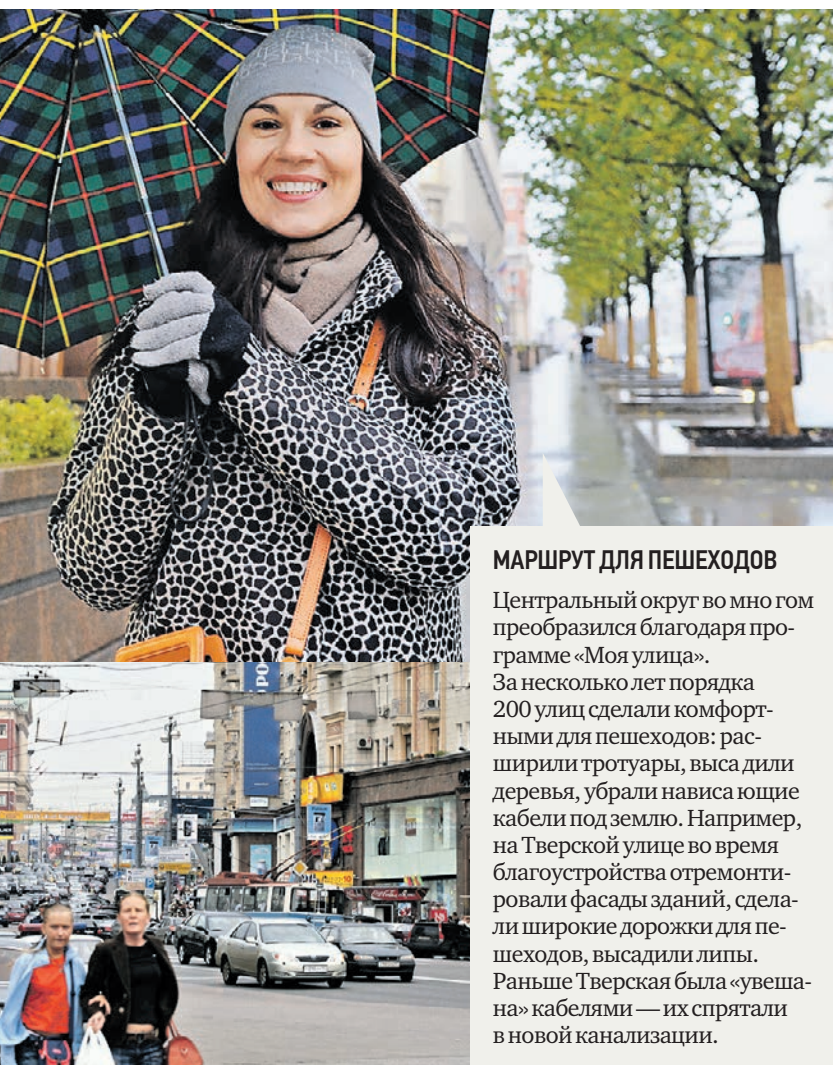 МАРШРУТ ДЛЯ ПЕШЕХОДОВ
Центральный округ во мно гом
преобразился благодаря про-
грамме «Моя улица».
За несколько лет порядка
200 улиц сделали комфорт-
ными для пешеходов: рас-
ширили тротуары, выса дили
деревья, убрали нависа ющие
кабели под землю. Например,
на Тверской улице во время
благоустройства отремонти-
ровали фасады зданий, сдела-
ли широкие дорожки для пе-
шеходов, высадили липы.
Раньше Тверская была «увеша-
на» кабелями — их спрятали
в новой канализации.